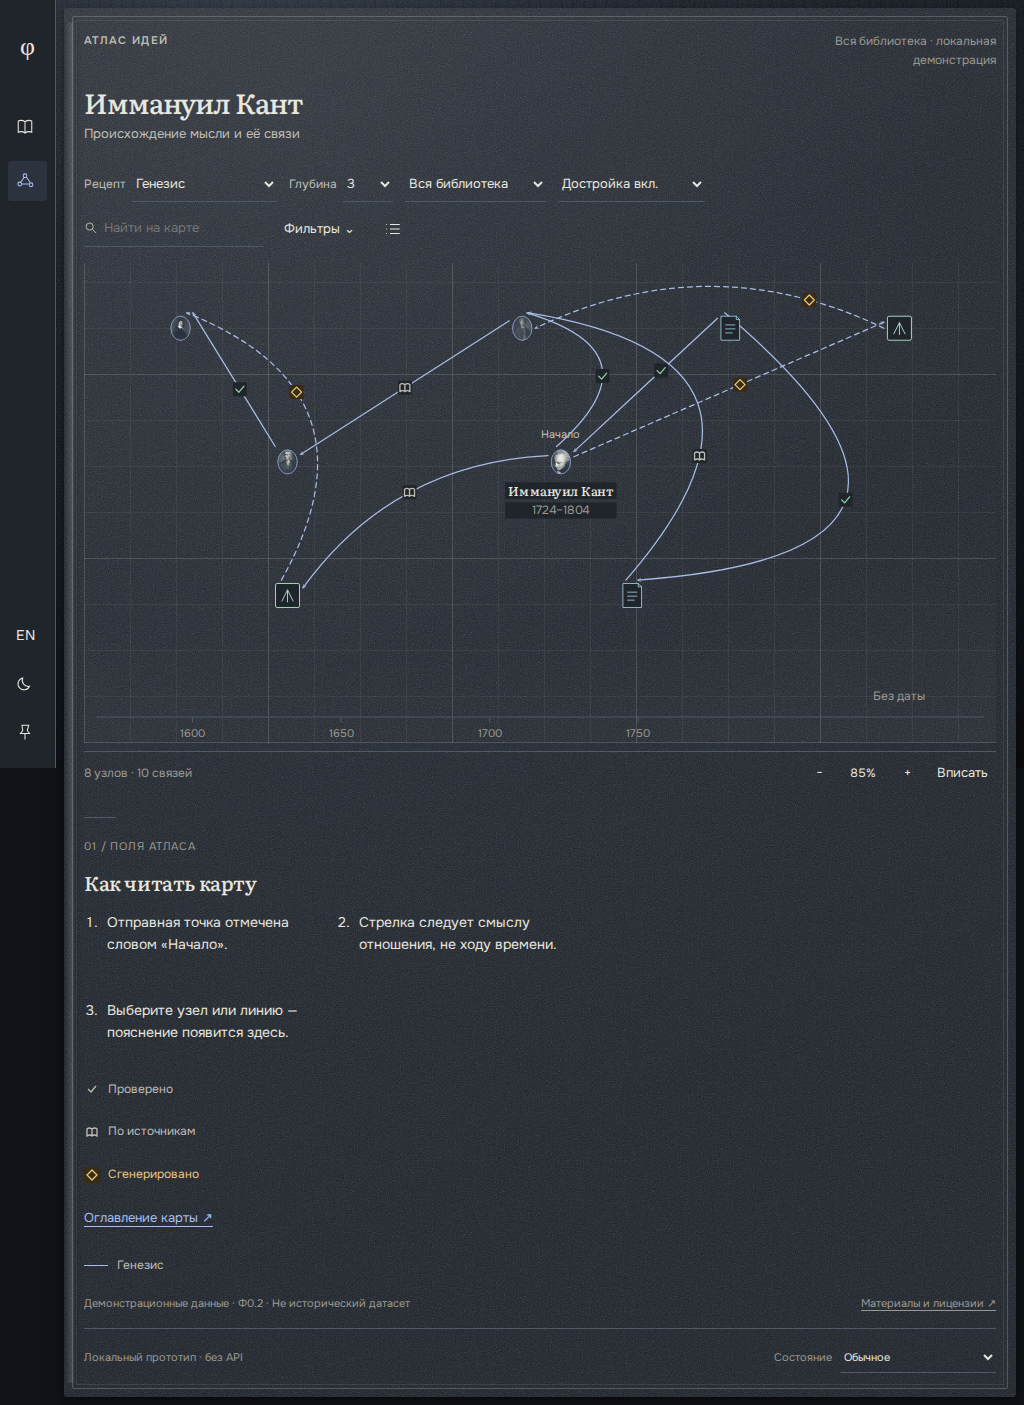 φ
АТЛАС ИДЕЙ
Вся библиотека · локальная
демонстрация
Иммануил Кант
Происхождение мысли и её связи
Рецепт Генезис Глубина 3 Вся библиотека Достройка вкл.
Найти на карте Фильтры
Начало
Иммануил Кант
1724–1804
EN
Без даты
1600 1650 1700 1750
8 узлов · 10 связей − 85% + Вписать
01 / ПОЛЯ АТЛАСА
Как читать карту
1. Отправная точка отмечена
словом «Начало».
2. Стрелка следует смыслу
отношения, не ходу времени.
3. Выберите узел или линию —
пояснение появится здесь.
Проверено
По источникам
Сгенерировано
Оглавление карты ↗
Генезис
Демонстрационные данные · Ф0.2 · Не исторический датасет Материалы и лицензии ↗
Локальный прототип · без API Состояние Обычное